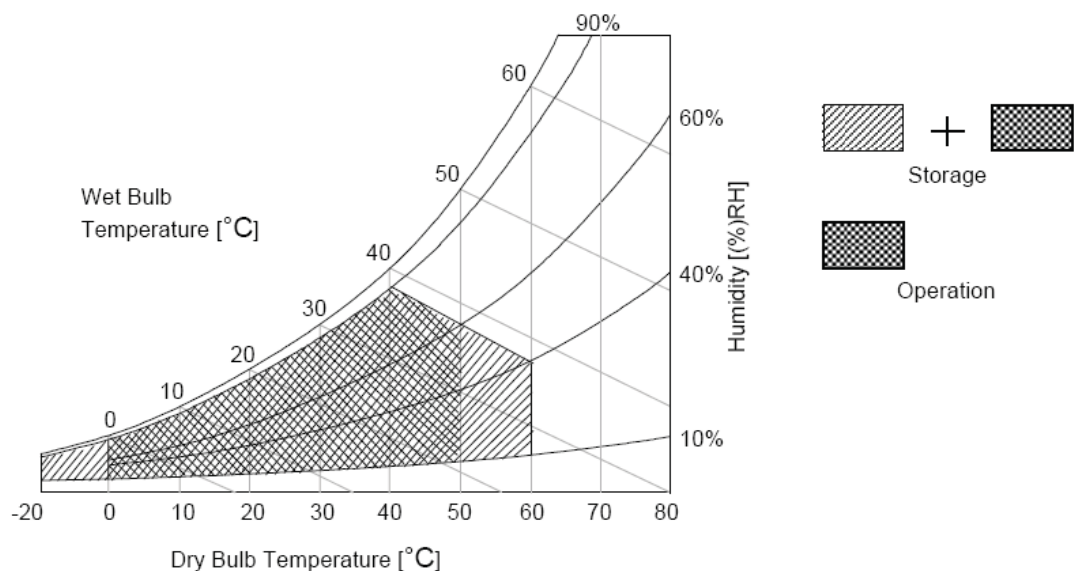 90%
60
60%
50
Storage
Wet Bulb
Temperature [°C]
Humidity [(%)RH]
40
40%
30
Operation
20
10
0
10%
-20 0 10 20 30 40 50 60 70 80
Dry Bulb Temperature [°C]